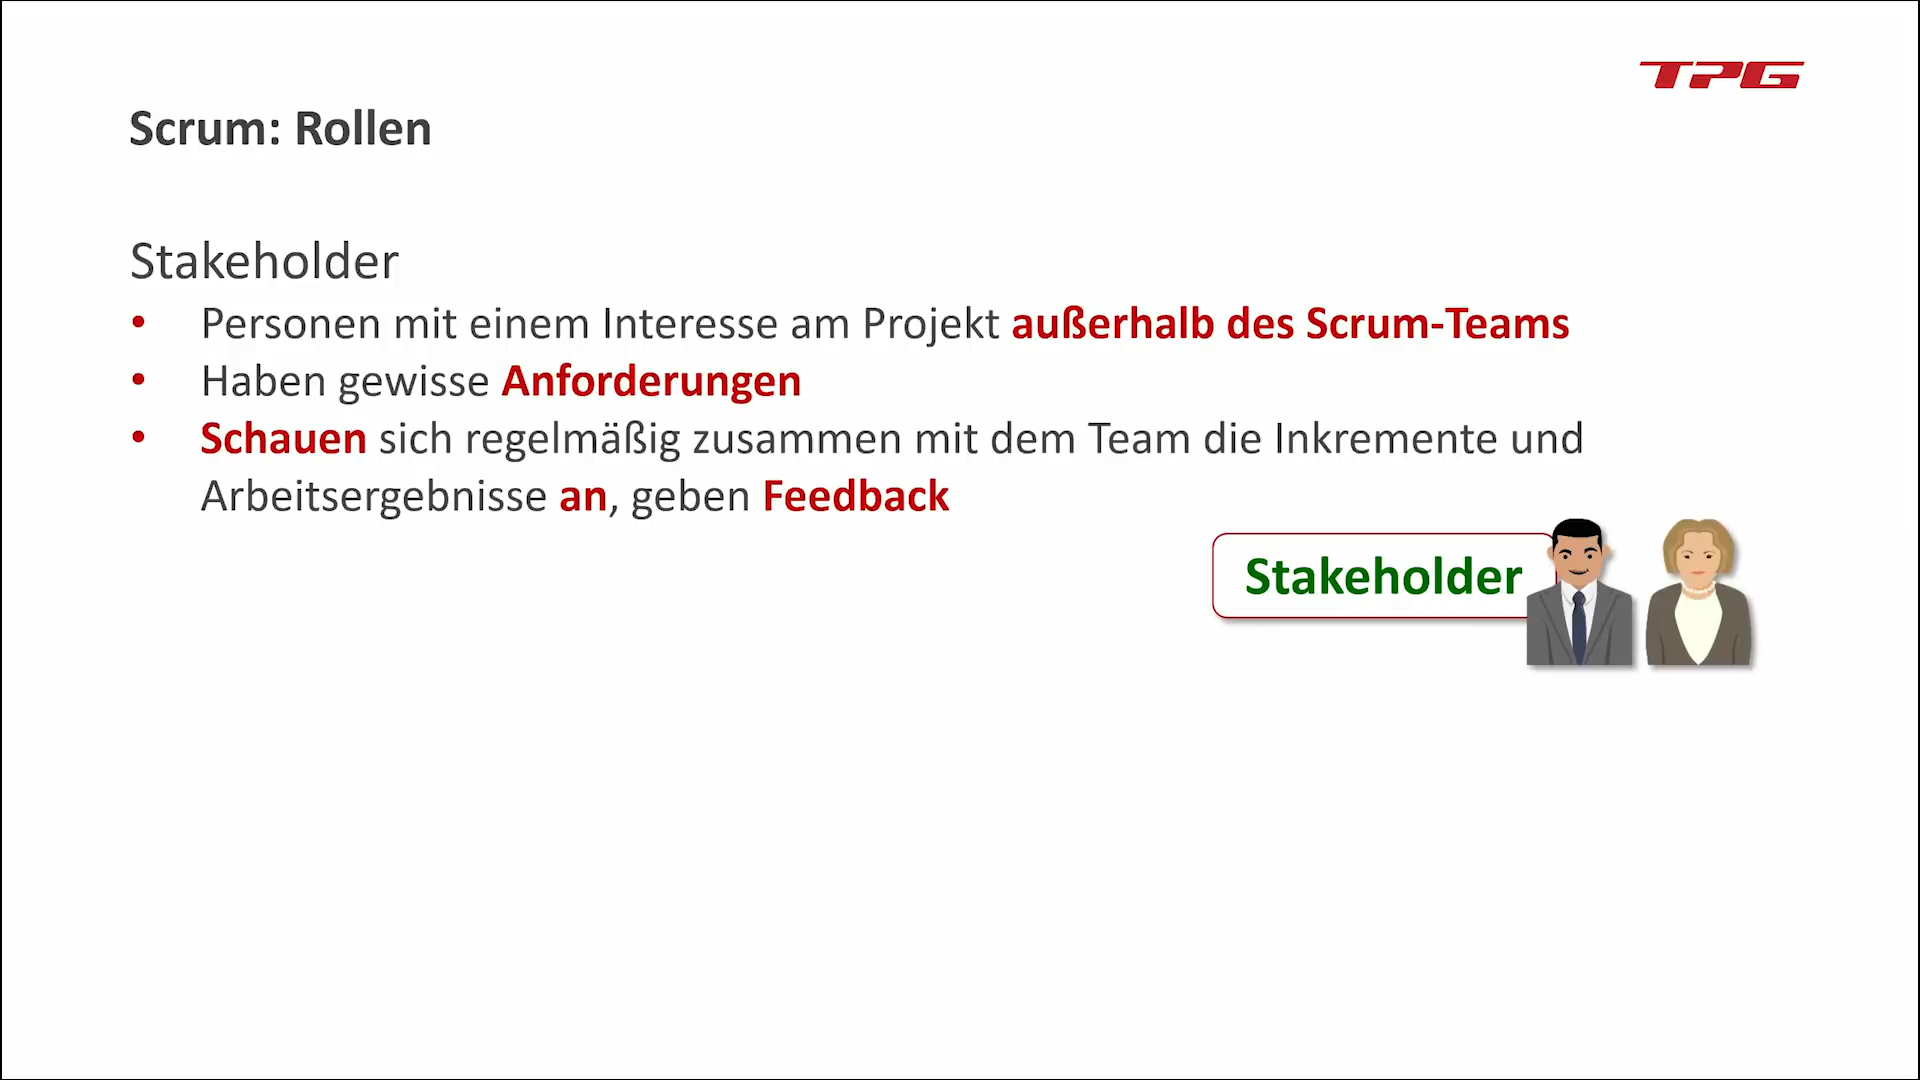 TPG
Scrum: Rollen
Stakeholder
• Personen mit einem Interesse am Projekt außerhalb des Scrum-Teams
• Haben gewisse Anforderungen
• Schauen sich regelmäßig zusammen mit dem Team die Inkremente und
Arbeitsergebnisse an, geben Feedback
Stakeholder